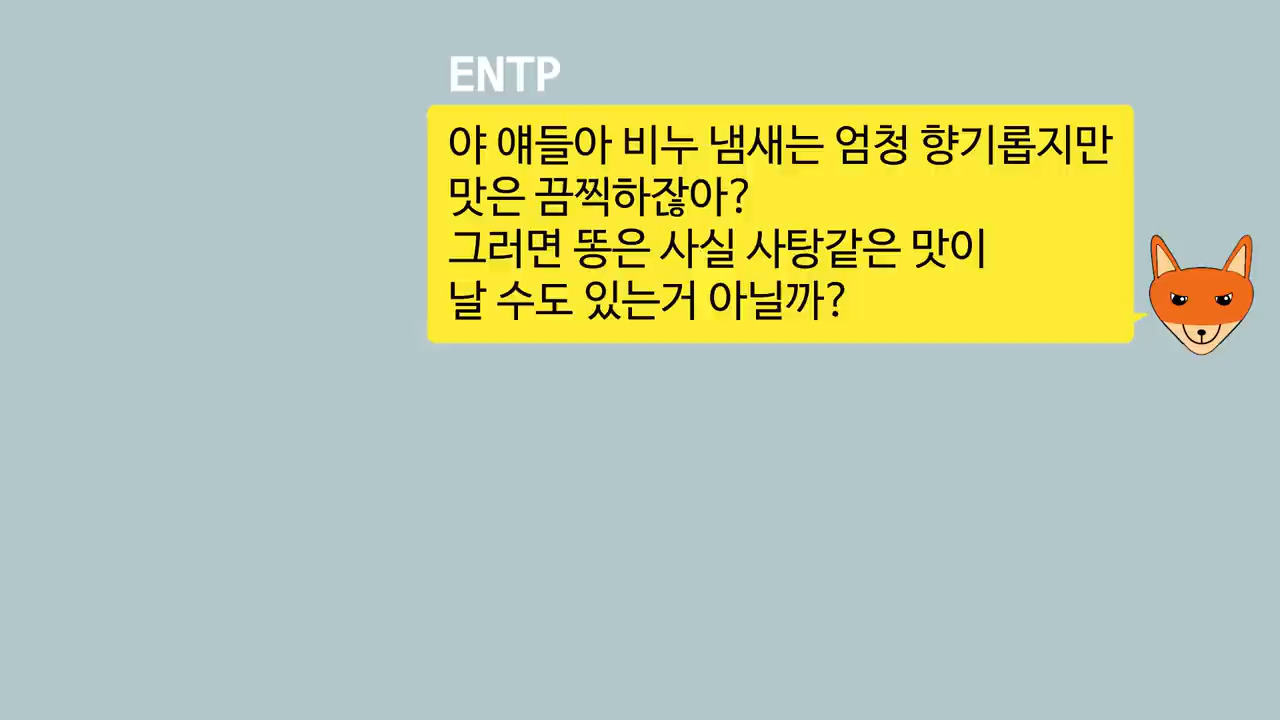 ENTP
야 얘들아 비누 냄새는 엄청 향기롭지만
맛은 끔찍하잖아?
그러면 똥은 사실 사탕같은 맛이
날 수도 있는거 아닐까?